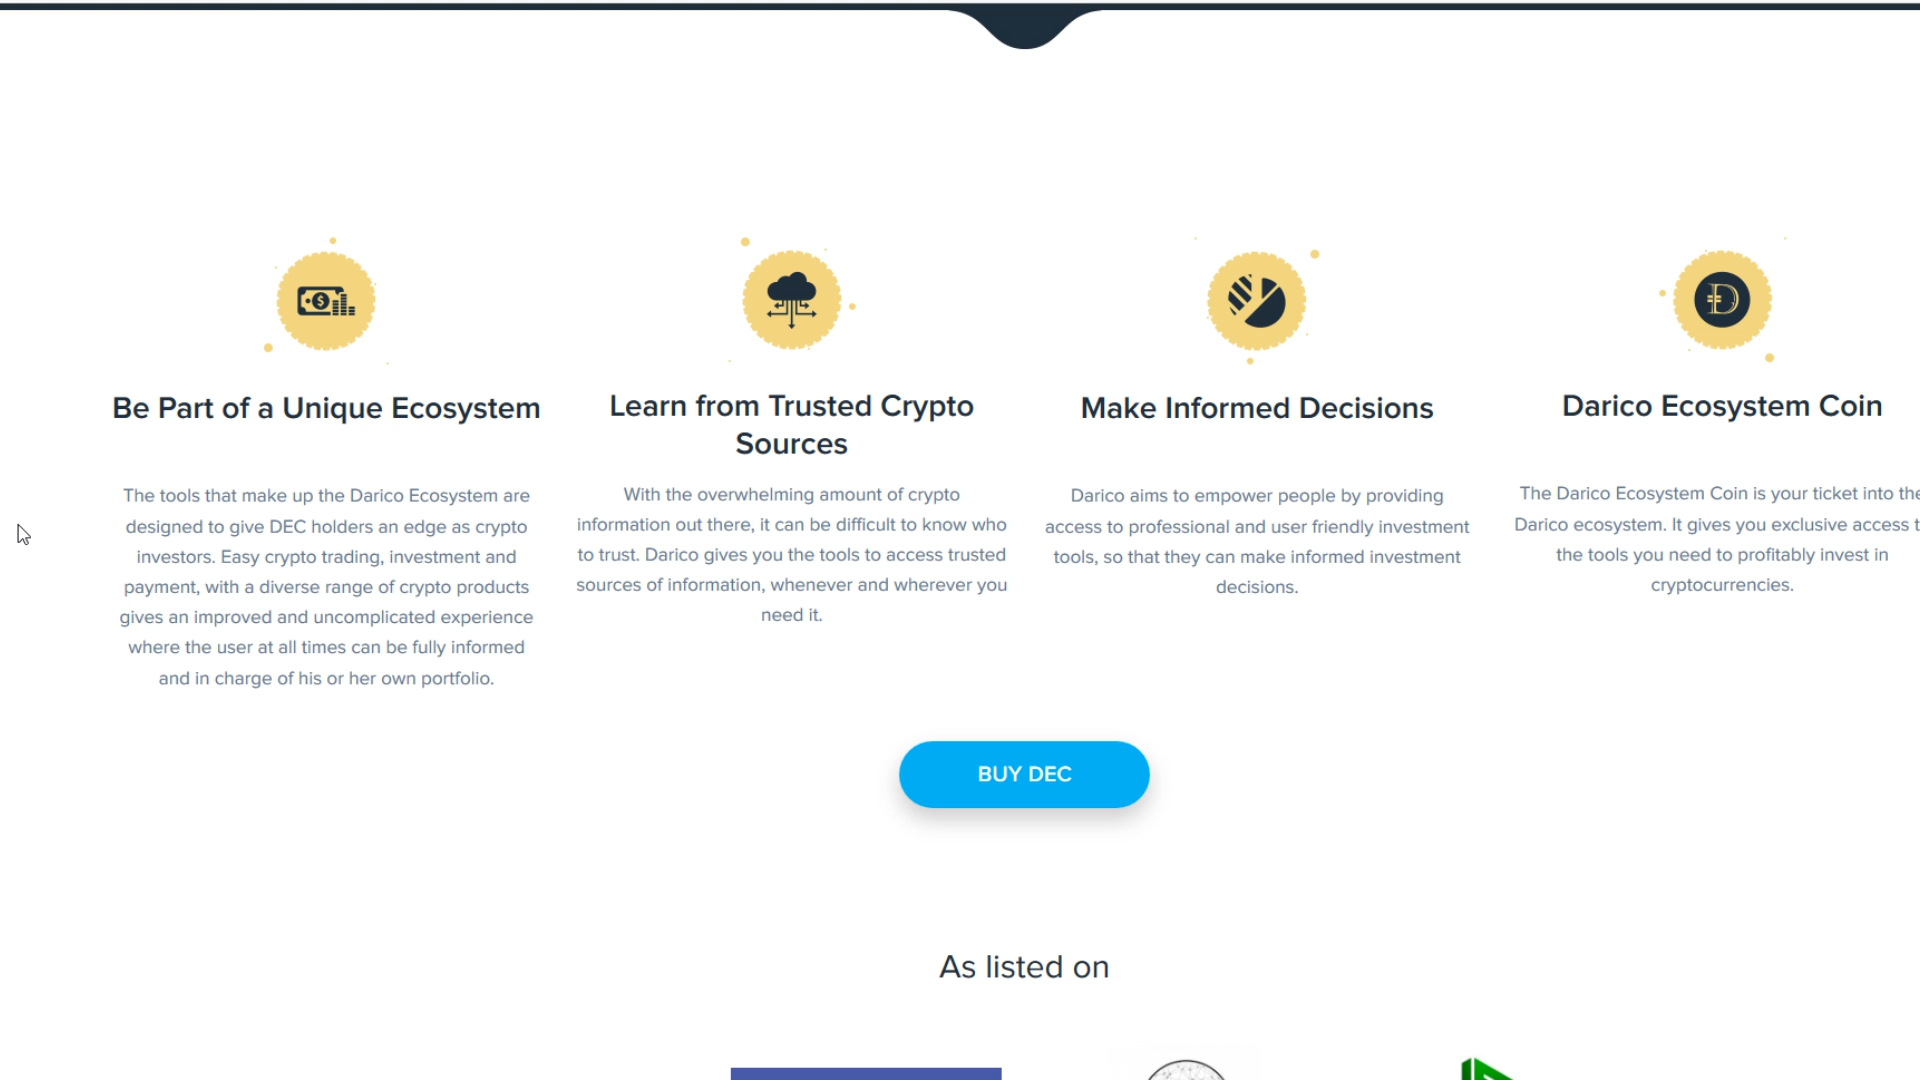 Be Part of a Unique Ecosystem
The tools that make up the Darico Ecosystem are
designed to give DEC holders an edge as crypto
investors. Easy crypto trading, investment and
payment, with a diverse range of crypto products
gives an improved and uncomplicated experience
where the user at all times can be fully informed
and in charge of his or her own portfolio.
Learn from Trusted Crypto
Sources
With the overwhelming amount of crypto
information out there, it can be difficult to know who
to trust. Darico gives you the tools to access trusted
sources of information, whenever and wherever you
need it.
Make Informed Decisions
Darico aims to empower people by providing
access to professional and user friendly investment
tools, so that they can make informed investment
decisions.
Darico Ecosystem Coin
The Darico Ecosystem Coin is your ticket into the
Darico ecosystem. It gives you exclusive access t
the tools you need to profitably invest in
cryptocurrencies.
BUY DEC
As listed on